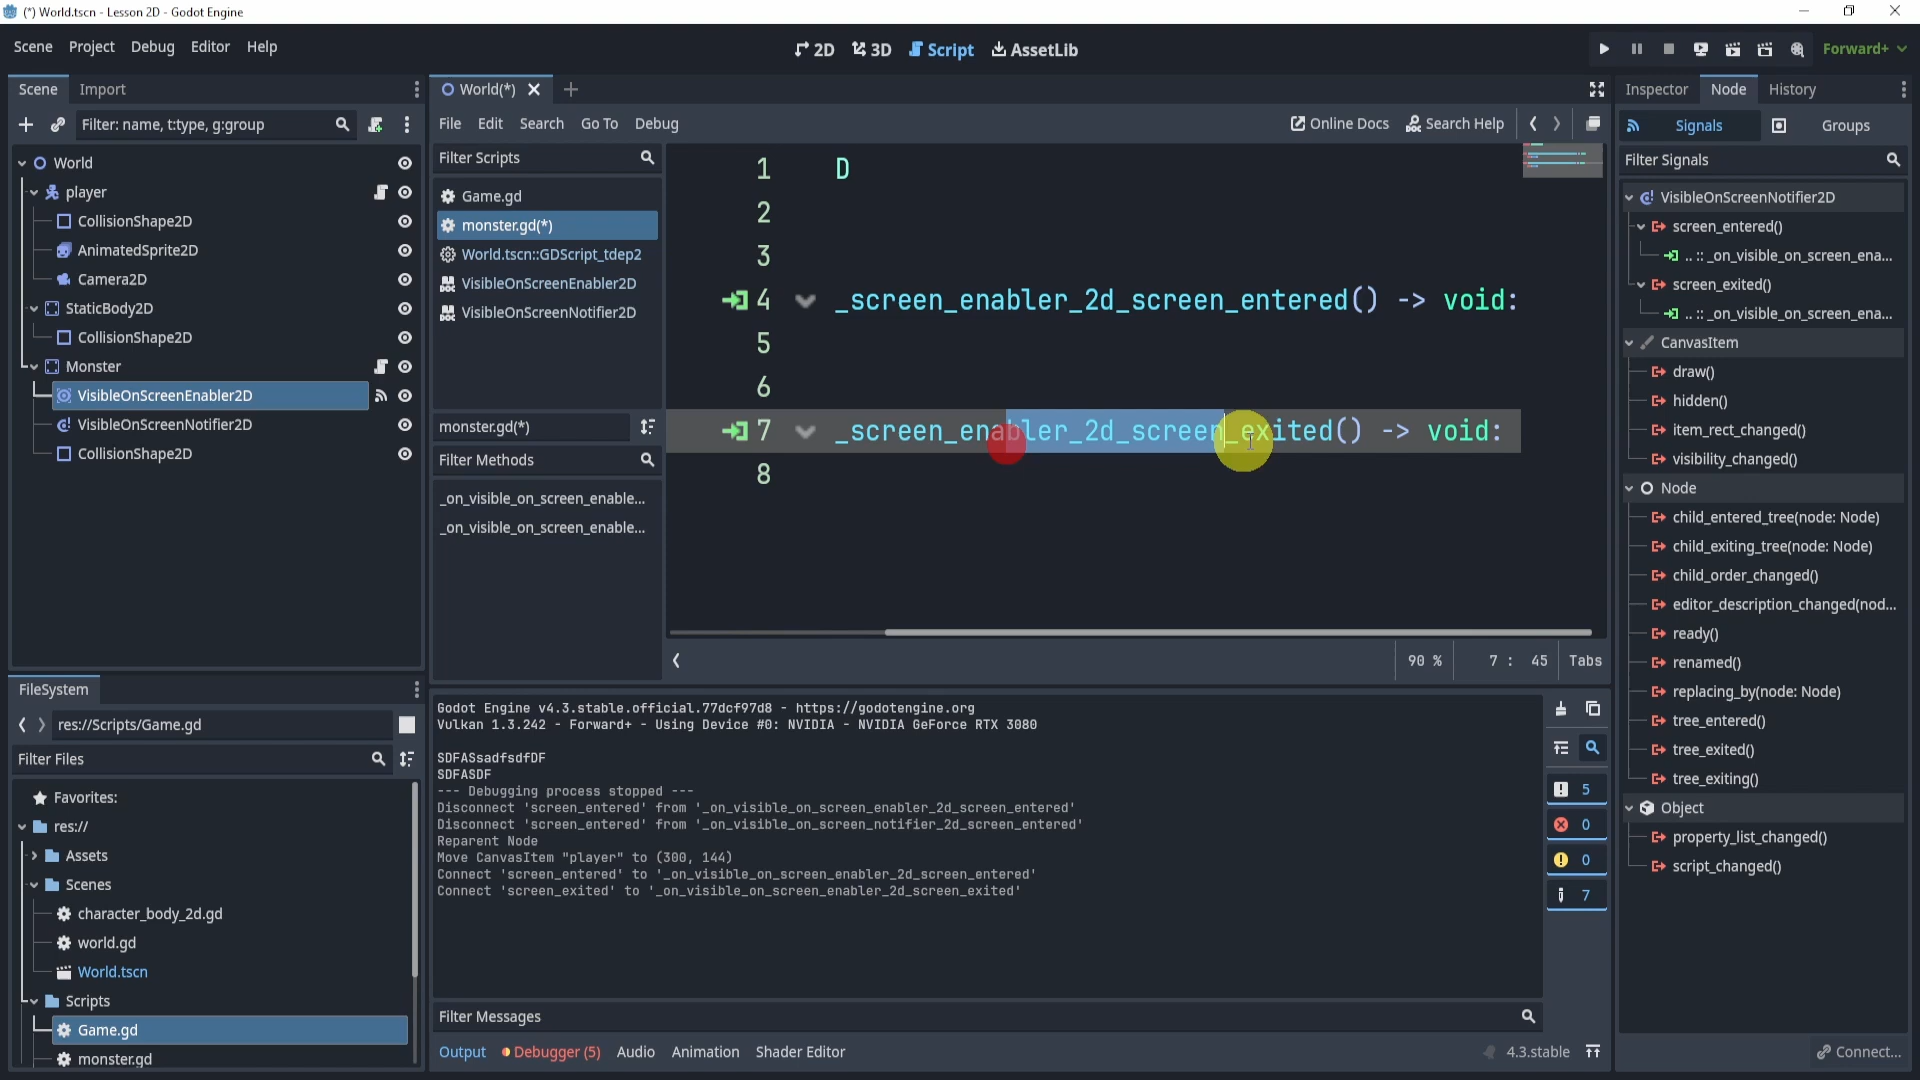 (*) World.tscn - Lesson 2D - Godot Engine
Scene Project Debug Editor Help
2D 3D Script AssetLib
Forward+
Scene Import
Filter: name, t:type, g:group
World
player
CollisionShape2D
AnimatedSprite2D
Camera2D
StaticBody2D
CollisionShape2D
Monster
VisibleOnScreenEnabler2D
VisibleOnScreenNotifier2D
CollisionShape2D
FileSystem
res://Scripts/Game.gd
Filter Files
Favorites:
res://
Assets
Scenes
character_body_2d.gd
world.gd
World.tscn
Scripts
Game.gd
monster.gd
World(*)
File Edit Search Go To Debug
Online Docs Search Help
Filter Scripts
Game.gd
monster.gd(*)
World.tscn::GDScript_tdep2
VisibleOnScreenEnabler2D
VisibleOnScreenNotifier2D
monster.gd(*)
Filter Methods
_on_visible_on_screen_enable...
_on_visible_on_screen_enable...
1 D
2
3
4 _screen_enabler_2d_screen_entered() -> void:
5
6
7 _screen_enabler_2d_screen_exited() -> void:
8
90 % 7 : 45 Tabs
Godot Engine v4.3.stable.official.77dcf97d8 - https://godotengine.org
Vulkan 1.3.242 - Forward+ - Using Device #0: NVIDIA - NVIDIA GeForce RTX 3080
SDFASsadfsdfDF
SDFASDF
--- Debugging process stopped ---
Disconnect 'screen_entered' from '_on_visible_on_screen_enabler_2d_screen_entered'
Disconnect 'screen_entered' from '_on_visible_on_screen_notifier_2d_screen_entered'
Reparent Node
Move CanvasItem "player" to (300, 144)
Connect 'screen_entered' to '_on_visible_on_screen_enabler_2d_screen_entered'
Connect 'screen_exited' to '_on_visible_on_screen_enabler_2d_screen_exited'
5
0
0
7
Filter Messages
Output Debugger (5) Audio Animation Shader Editor
4.3.stable
Inspector Node History
Signals Groups
Filter Signals
VisibleOnScreenNotifier2D
screen_entered()
.. :: _on_visible_on_screen_ena...
screen_exited()
.. :: _on_visible_on_screen_ena...
CanvasItem
draw()
hidden()
item_rect_changed()
visibility_changed()
Node
child_entered_tree(node: Node)
child_exiting_tree(node: Node)
child_order_changed()
editor_description_changed(nod...
ready()
renamed()
replacing_by(node: Node)
tree_entered()
tree_exited()
tree_exiting()
Object
property_list_changed()
script_changed()
Connect...